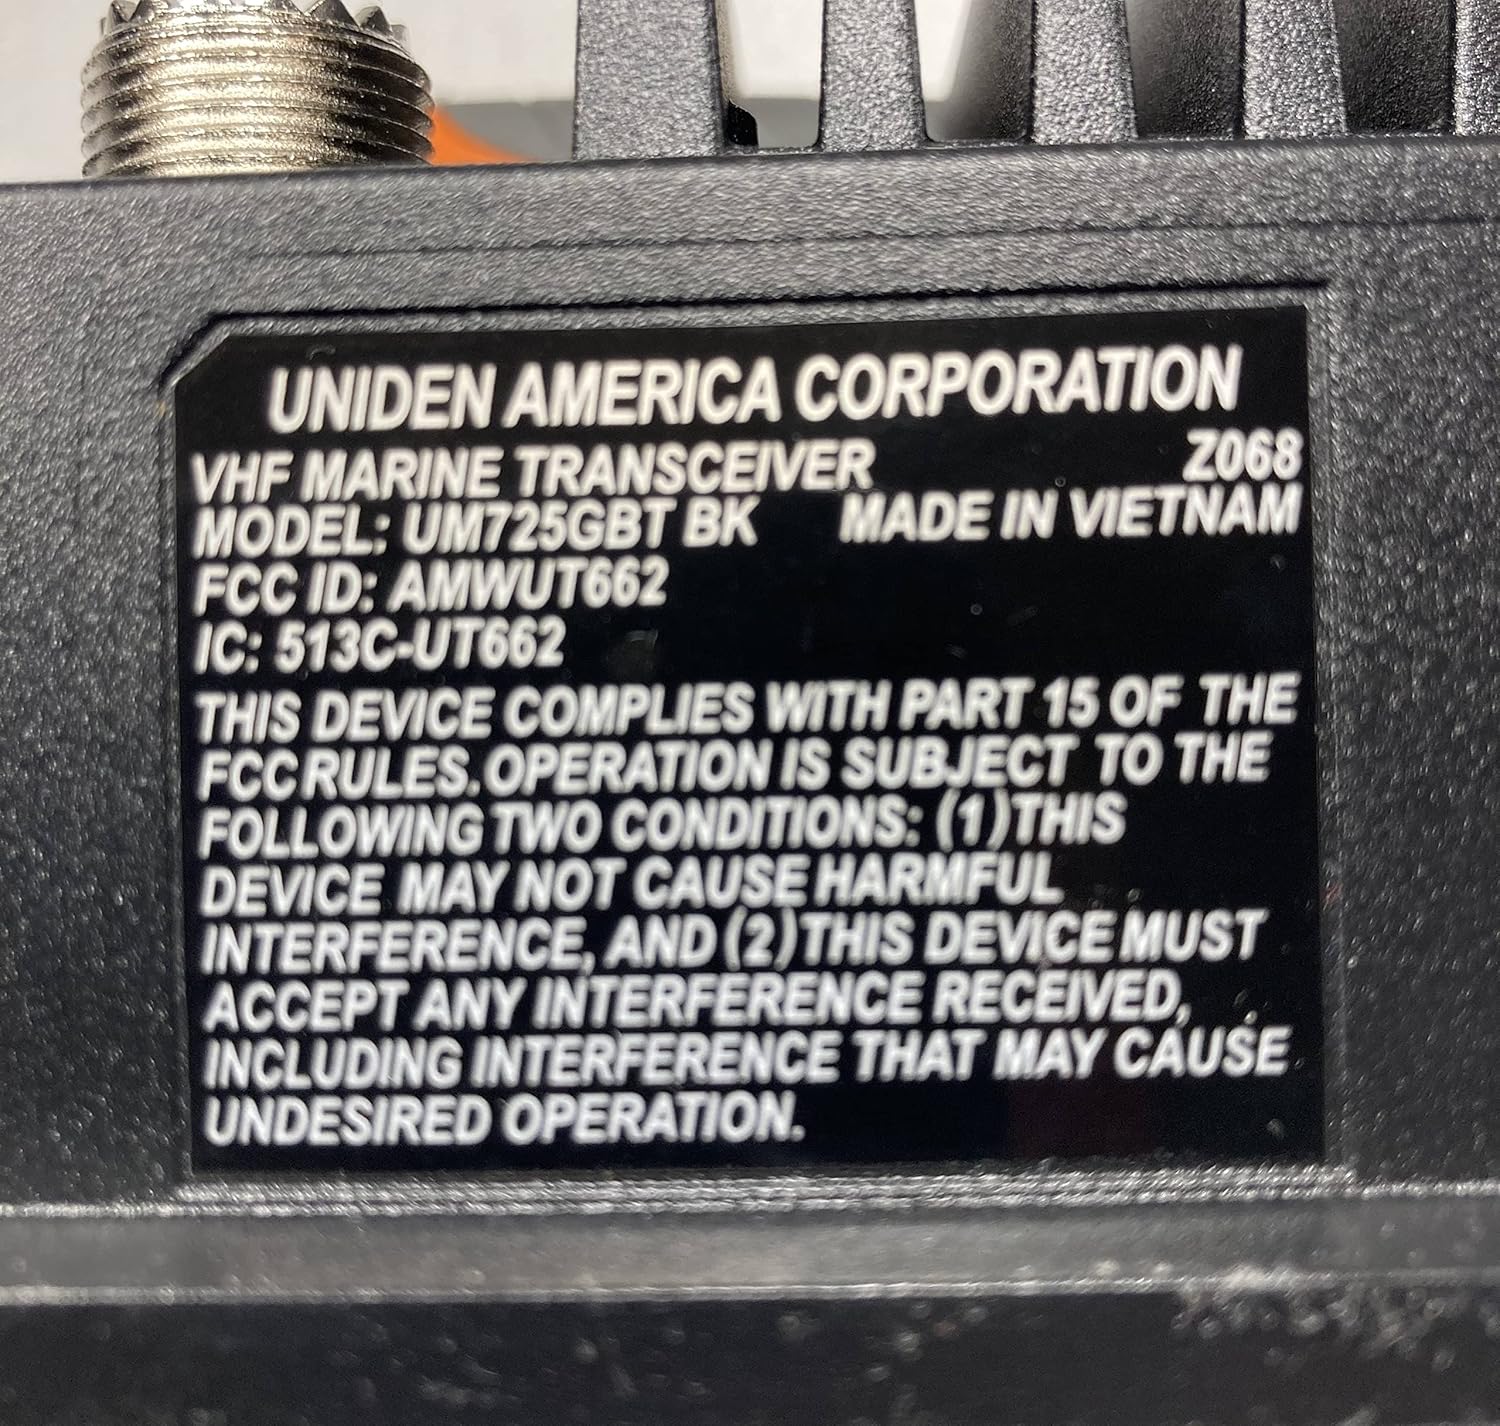 UNIDEN AMERICA CORPORATION
VHF MARINE TRANSCEIVER Z068
MODEL: UM725GBT BK MADE IN VIETNAM
FCC ID: AMWUT662
IC: 513C-UT662
THIS DEVICE COMPLIES WITH PART 15 OF THE
FCC RULES. OPERATION IS SUBJECT TO THE
FOLLOWING TWO CONDITIONS: (1)THIS
DEVICE MAY NOT CAUSE HARMFUL
INTERFERENCE, AND (2)THIS DEVICE MUST
ACCEPT ANY INTERFERENCE RECEIVED,
INCLUDING INTERFERENCE THAT MAY CAUSE
UNDESIRED OPERATION.